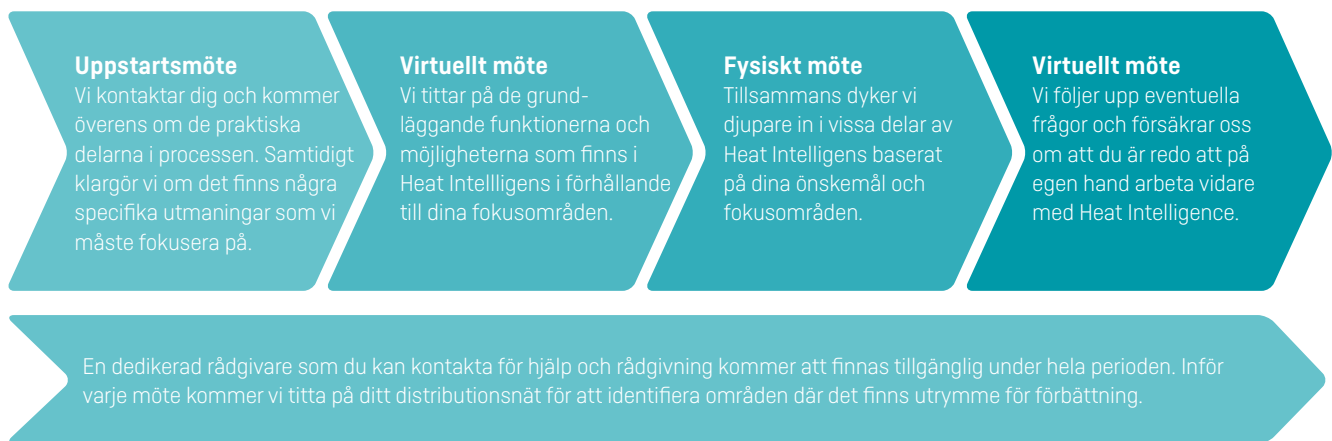 Uppstartsmöte
Vi kontaktar dig och kommer
överens om de praktiska
delarna i processen. Samtidigt
klargör vi om det finns några
specifika utmaningar som vi
måste fokusera på.
Virtuellt möte
Vi tittar på de grund-
läggande funktionerna och
möjligheterna som finns i
Heat Intellligens i förhållande
till dina fokusområden.
Fysiskt möte
Tillsammans dyker vi
djupare in i vissa delar av
Heat Intelligens baserat
på dina önskemål och
fokusområden.
Virtuellt möte
Vi följer upp eventuella
frågor och försäkrar oss
om att du är redo att på
egen hand arbeta vidare
med Heat Intelligence.
En dedikerad rådgivare som du kan kontakta för hjälp och rådgivning kommer att finnas tillgänglig under hela perioden. Inför
varje möte kommer vi titta på ditt distributionsnät för att identifiera områden där det finns utrymme för förbättning.